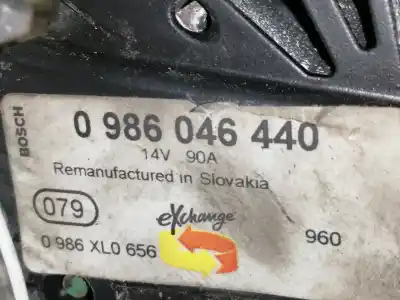 BOSCH
0 986 046 440
14V 90A
Remanufactured in Slovakia
079
eXchange
960
0 986 XL0 656